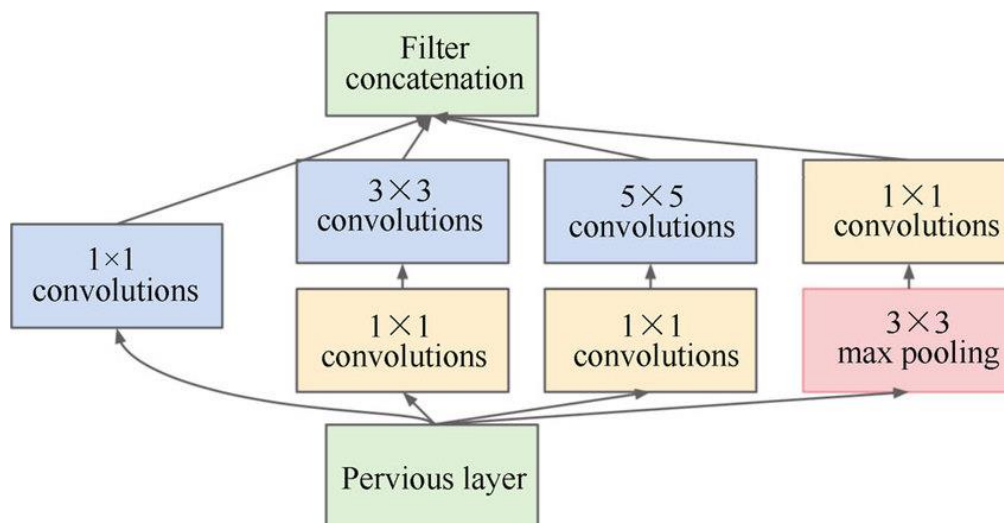 Filter
concatenation
3×3
convolutions
5×5
convolutions
1×1
convolutions
1×1
convolutions
1×1
convolutions
1×1
convolutions
3×3
max pooling
Pervious layer